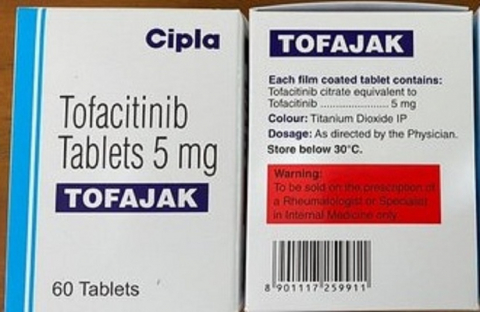 Cipla
Tofacitinib
Tablets 5 mg
TOFAJAK
60 Tablets
TOFAJAK
Each film coated tablet contains:
Tofacitinib citrate equivalent to
Tofacitinib ...................... 5 mg
Colour: Titanium Dioxide IP
Dosage: As directed by the Physician.
Store below 30°C.
Warning:
To be sold on the prescription of
a Rheumatologist or Specialist
in Internal Medicine only
8 901117 259911